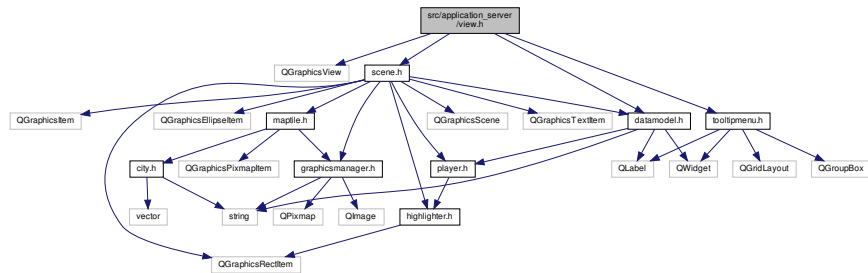 src/application_server
/view.h
QGraphicsView
scene.h
QGraphicsItem
QGraphicsEllipseItem
maptile.h
QGraphicsScene
QGraphicsTextItem
datamodel.h
tooltipmenu.h
city.h
QGraphicsPixmapItem
graphicsmanager.h
player.h
QLabel
QWidget
QGridLayout
QGroupBox
vector
string
QPixmap
QImage
highlighter.h
QGraphicsRectItem